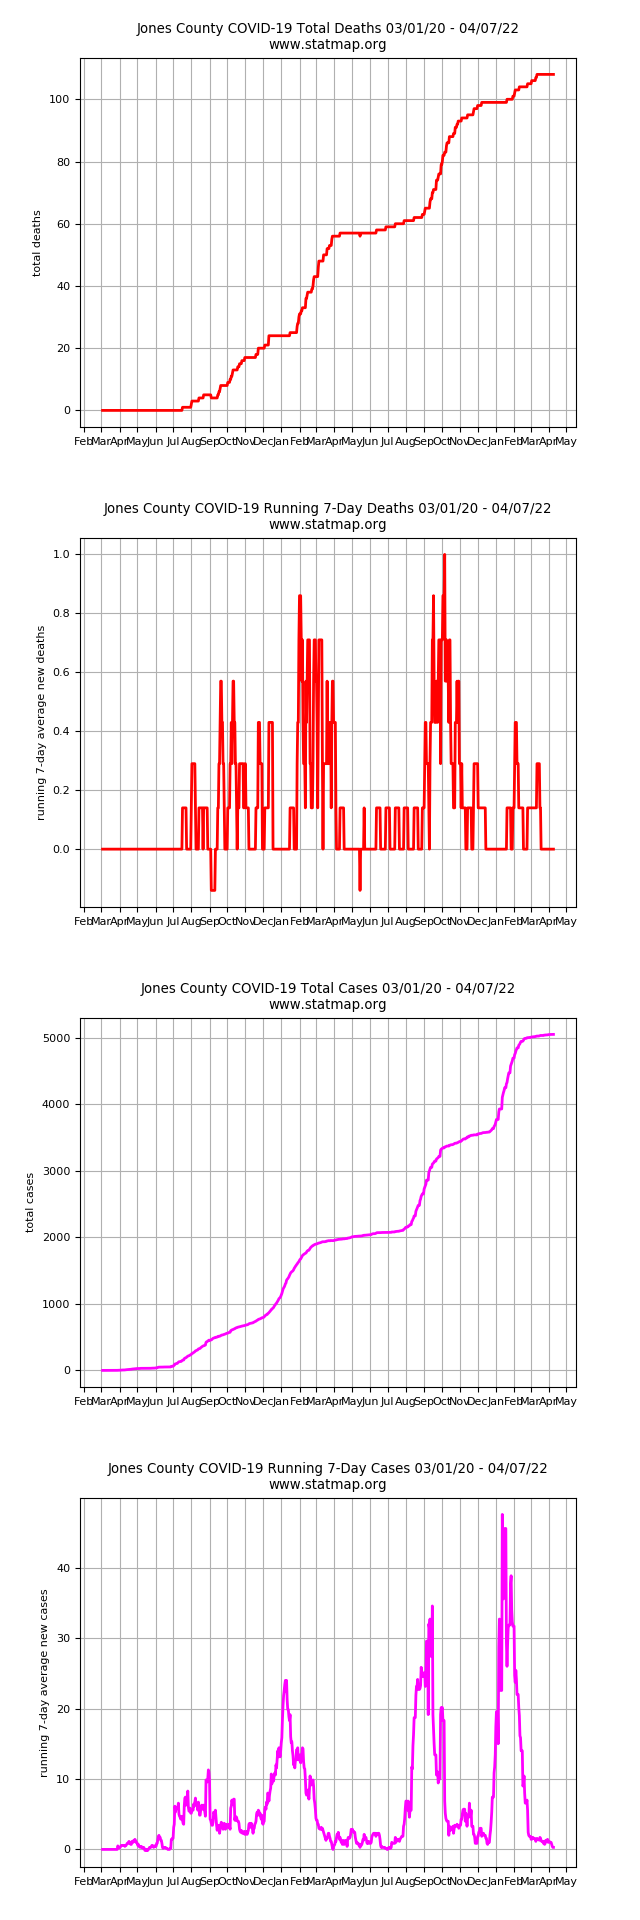 Jones County COVID-19 Total Deaths 03/01/20 - 04/07/22
www.statmap.org
100
80
60
40
20
0
total deaths
Feb Mar Apr May Jun Jul Aug Sep Oct Nov Dec Jan Feb Mar Apr May Jun Jul Aug Sep Oct Nov Dec Jan Feb Mar Apr May
Jones County COVID-19 Running 7-Day Deaths 03/01/20 - 04/07/22
www.statmap.org
1.0
0.8
0.6
0.4
0.2
0.0
running 7-day average new deaths
Feb Mar Apr May Jun Jul Aug Sep Oct Nov Dec Jan Feb Mar Apr May Jun Jul Aug Sep Oct Nov Dec Jan Feb Mar Apr May
Jones County COVID-19 Total Cases 03/01/20 - 04/07/22
www.statmap.org
5000
4000
3000
2000
1000
0
total cases
Feb Mar Apr May Jun Jul Aug Sep Oct Nov Dec Jan Feb Mar Apr May Jun Jul Aug Sep Oct Nov Dec Jan Feb Mar Apr May
Jones County COVID-19 Running 7-Day Cases 03/01/20 - 04/07/22
www.statmap.org
40
30
20
10
0
running 7-day average new cases
Feb Mar Apr May Jun Jul Aug Sep Oct Nov Dec Jan Feb Mar Apr May Jun Jul Aug Sep Oct Nov Dec Jan Feb Mar Apr May